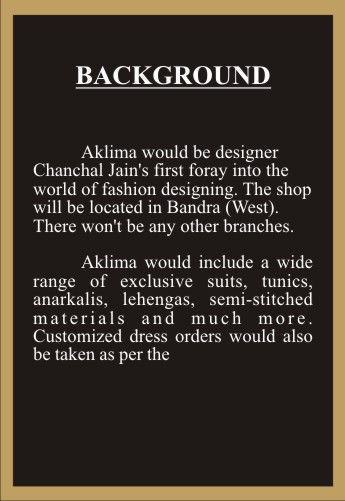 BACKGROUND
Aklima would be designer
Chanchal Jain's first foray into the
world of fashion designing. The shop
will be located in Bandra (West).
There won't be any other branches.
Aklima would include a wide
range of exclusive suits, tunics,
anarkalis, lehengas, semi-stitched
materials and much more.
Customized dress orders would also
be taken as per the